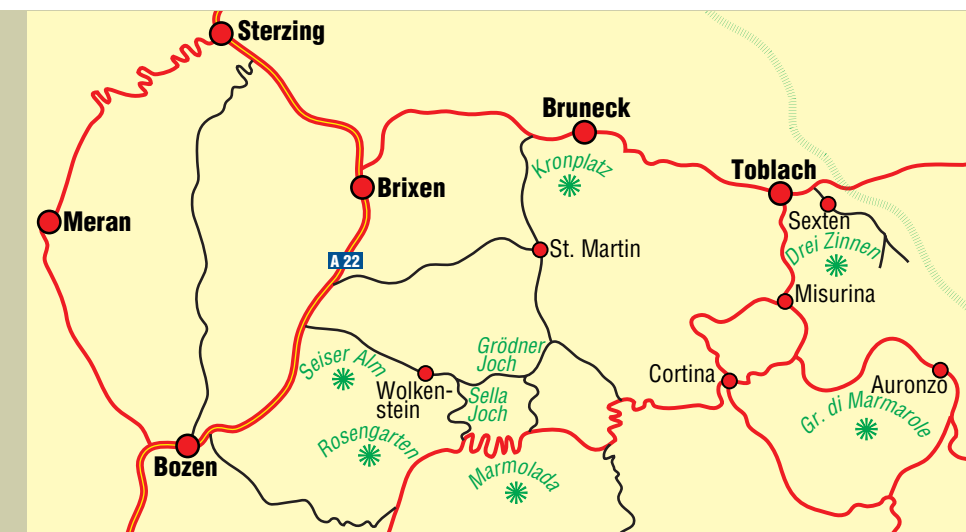 Sterzing
Bruneck
Kronplatz
Toblach
Brixen
Sexten
Meran
St. Martin
Drei Zinnen
A 22
Misurina
Grödner
Joch
Seiser Alm
Cortina
Auronzo
Wolken-
stein
Sella
Joch
Gr. di Marmarole
Rosengarten
Bozen
Marmolada